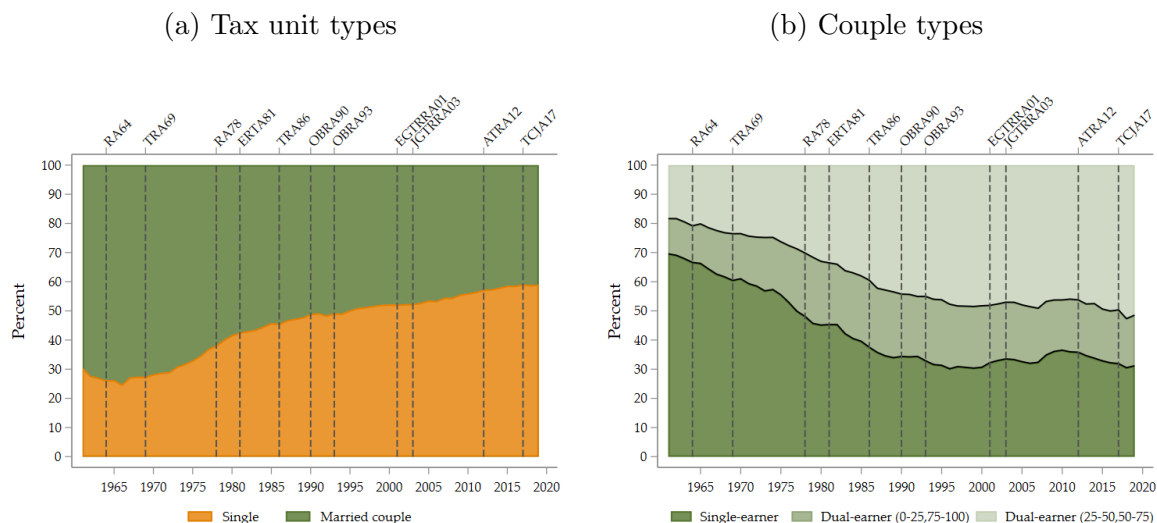 (a) Tax unit types
(b) Couple types
RA64 TRA69 RA78 ERTA81 TRA86 OBRA90 OBRA93 EGTRRA01 JGTRRA03 ATRA12 TCJA17
100
90
80
70
60
50
40
30
20
10
0
Percent
1965 1970 1975 1980 1985 1990 1995 2000 2005 2010 2015 2020
Single Married couple
RA64 TRA69 RA78 ERTA81 TRA86 OBRA90 OBRA93 EGTRRA01 JGTRRA03 ATRA12 TCJA17
100
90
80
70
60
50
40
30
20
10
0
Percent
1965 1970 1975 1980 1985 1990 1995 2000 2005 2010 2015 2020
Single-earner Dual-earner (0-25,75-100) Dual-earner (25-50,50-75)